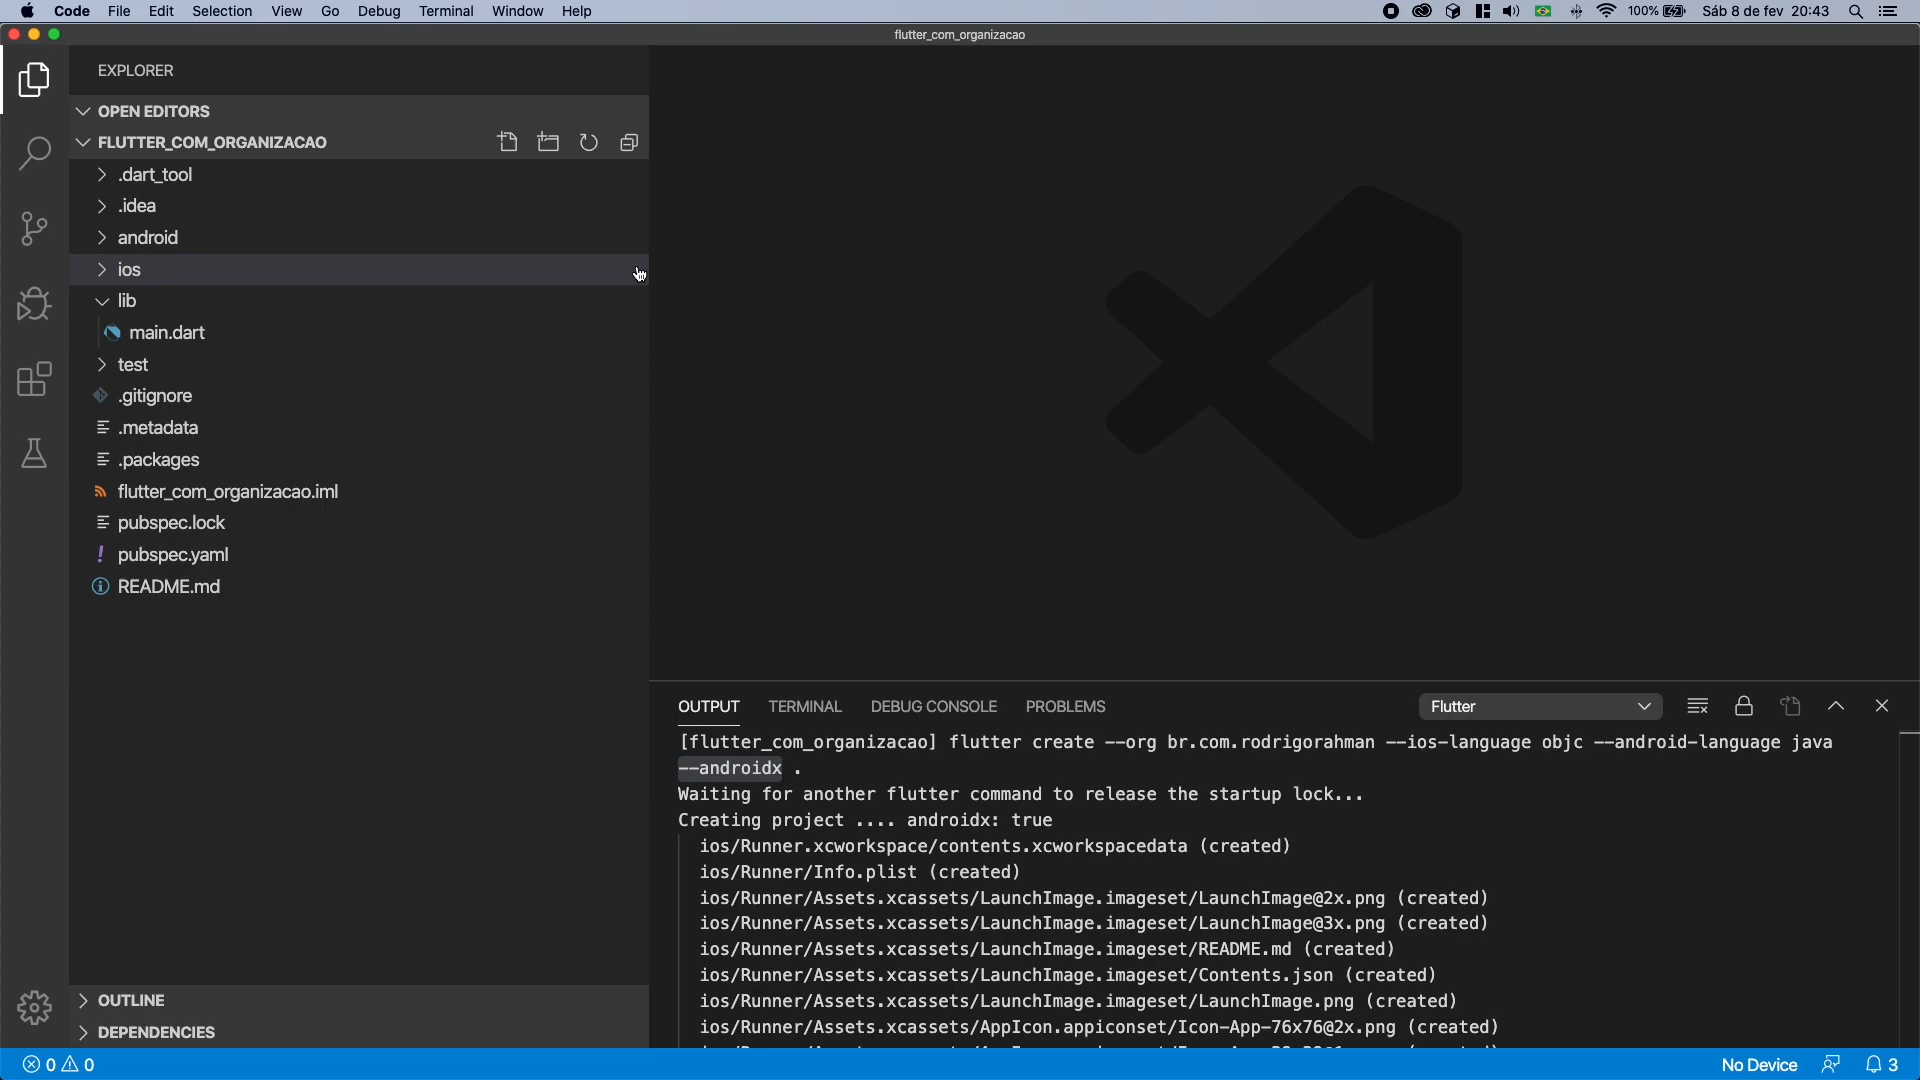 Code File Edit Selection View Go Debug Terminal Window Help 100% Sáb 8 de fev 20:43
flutter_com_organizacao
EXPLORER
OPEN EDITORS
FLUTTER_COM_ORGANIZACAO
.dart_tool
.idea
android
ios
lib
main.dart
test
.gitignore
.metadata
.packages
flutter_com_organizacao.iml
pubspec.lock
pubspec.yaml
README.md
OUTLINE
DEPENDENCIES
OUTPUT TERMINAL DEBUG CONSOLE PROBLEMS Flutter
[flutter_com_organizacao] flutter create --org br.com.rodrigorahman --ios-language objc --android-language java
--androidx .
Waiting for another flutter command to release the startup lock...
Creating project .... androidx: true
ios/Runner.xcworkspace/contents.xcworkspacedata (created)
ios/Runner/Info.plist (created)
ios/Runner/Assets.xcassets/LaunchImage.imageset/LaunchImage@2x.png (created)
ios/Runner/Assets.xcassets/LaunchImage.imageset/LaunchImage@3x.png (created)
ios/Runner/Assets.xcassets/LaunchImage.imageset/README.md (created)
ios/Runner/Assets.xcassets/LaunchImage.imageset/Contents.json (created)
ios/Runner/Assets.xcassets/LaunchImage.imageset/LaunchImage.png (created)
ios/Runner/Assets.xcassets/AppIcon.appiconset/Icon-App-76x76@2x.png (created)
0 0 No Device 3